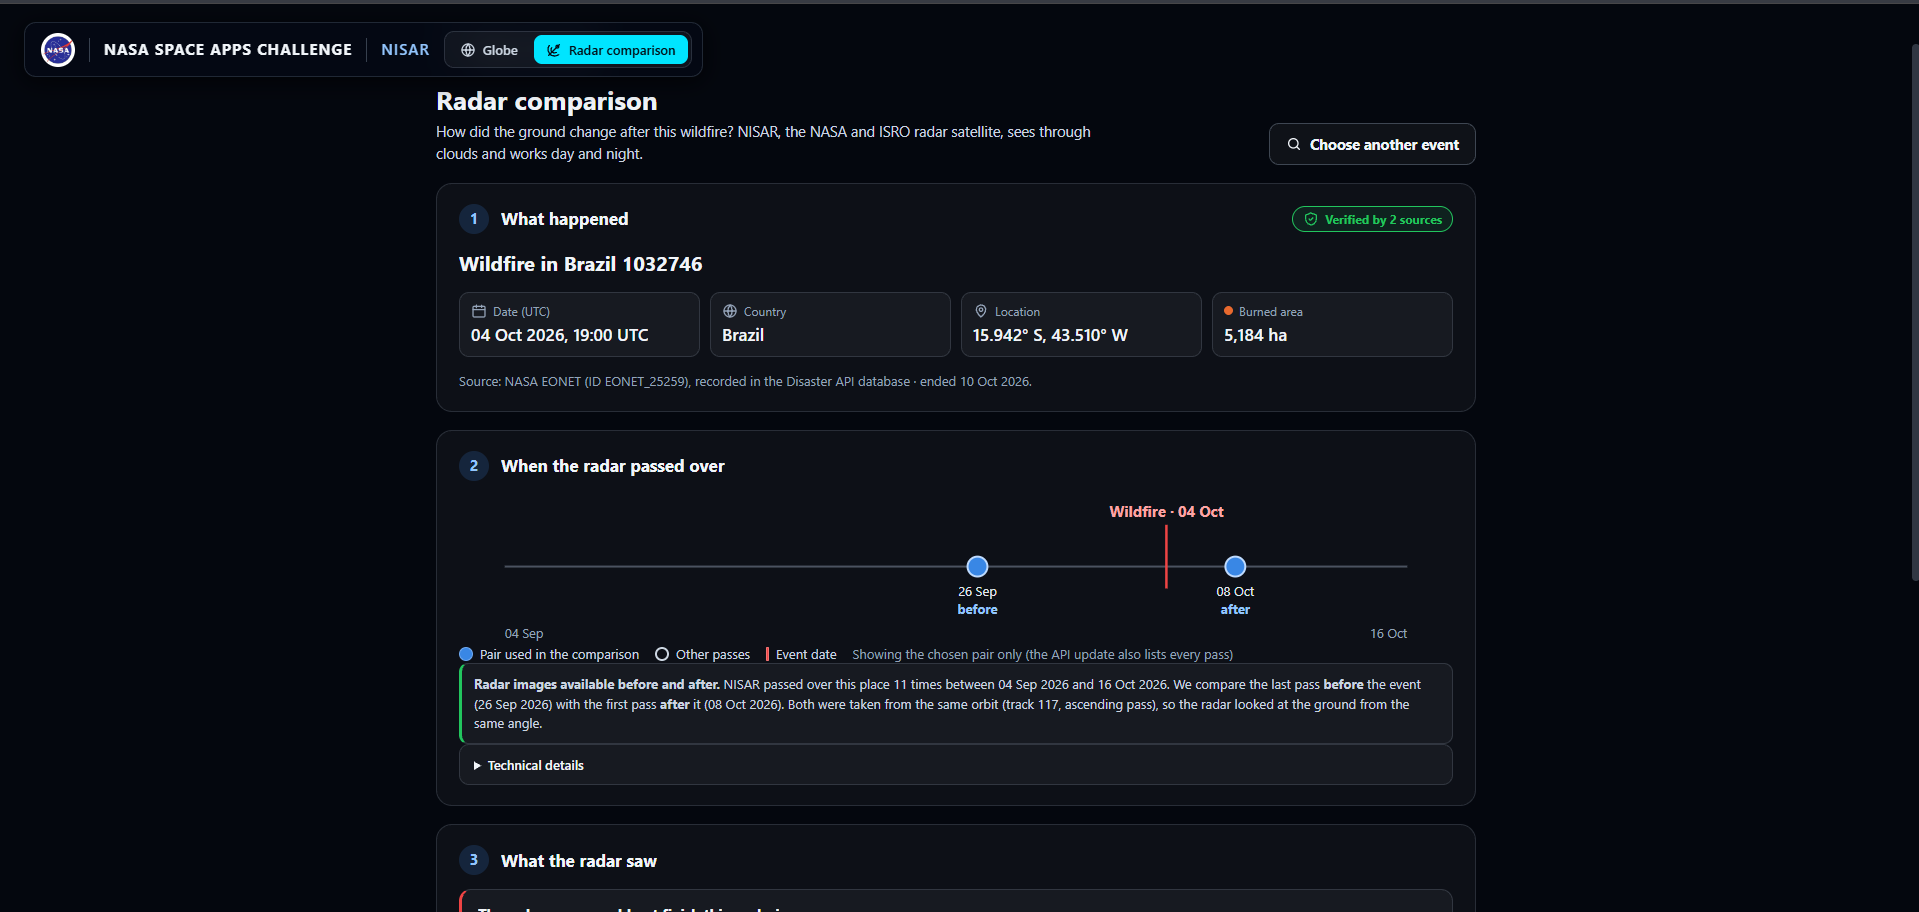 NASA
NASA SPACE APPS CHALLENGE
NISAR
Globe
Radar comparison
Radar comparison
How did the ground change after this wildfire? NISAR, the NASA and ISRO radar satellite, sees through
clouds and works day and night.
Choose another event
1
What happened
Verified by 2 sources
Wildfire in Brazil 1032746
Date (UTC)
04 Oct 2026, 19:00 UTC
Country
Brazil
Location
15.942° S, 43.510° W
Burned area
5,184 ha
Source: NASA EONET (ID EONET_25259), recorded in the Disaster API database · ended 10 Oct 2026.
2
When the radar passed over
Wildfire · 04 Oct
26 Sep
before
08 Oct
after
04 Sep
16 Oct
Pair used in the comparison
Other passes
Event date
Showing the chosen pair only (the API update also lists every pass)
Radar images available before and after. NISAR passed over this place 11 times between 04 Sep 2026 and 16 Oct 2026. We compare the last pass before the event
(26 Sep 2026) with the first pass after it (08 Oct 2026). Both were taken from the same orbit (track 117, ascending pass), so the radar looked at the ground from the
same angle.
Technical details
3
What the radar saw